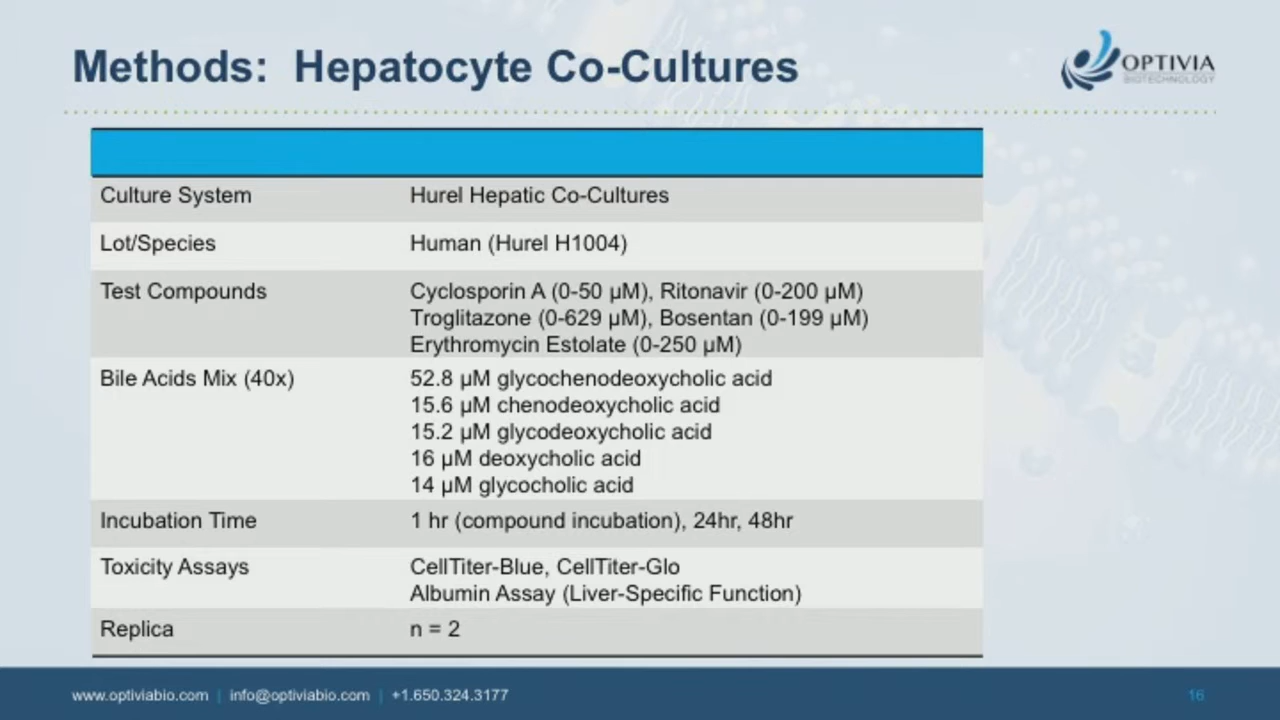 Methods: Hepatocyte Co-Cultures
OPTIVIA
BIOTECHNOLOGY
Culture System Hurel Hepatic Co-Cultures
Lot/Species Human (Hurel H1004)
Test Compounds Cyclosporin A (0-50 µM), Ritonavir (0-200 µM)
Troglitazone (0-629 µM), Bosentan (0-199 µM)
Erythromycin Estolate (0-250 µM)
Bile Acids Mix (40x) 52.8 µM glycochenodeoxycholic acid
15.6 µM chenodeoxycholic acid
15.2 µM glycodeoxycholic acid
16 µM deoxycholic acid
14 µM glycocholic acid
Incubation Time 1 hr (compound incubation), 24hr, 48hr
Toxicity Assays CellTiter-Blue, CellTiter-Glo
Albumin Assay (Liver-Specific Function)
Replica n = 2
www.optiviabio.com | info@optiviabio.com | +1.650.324.3177 16